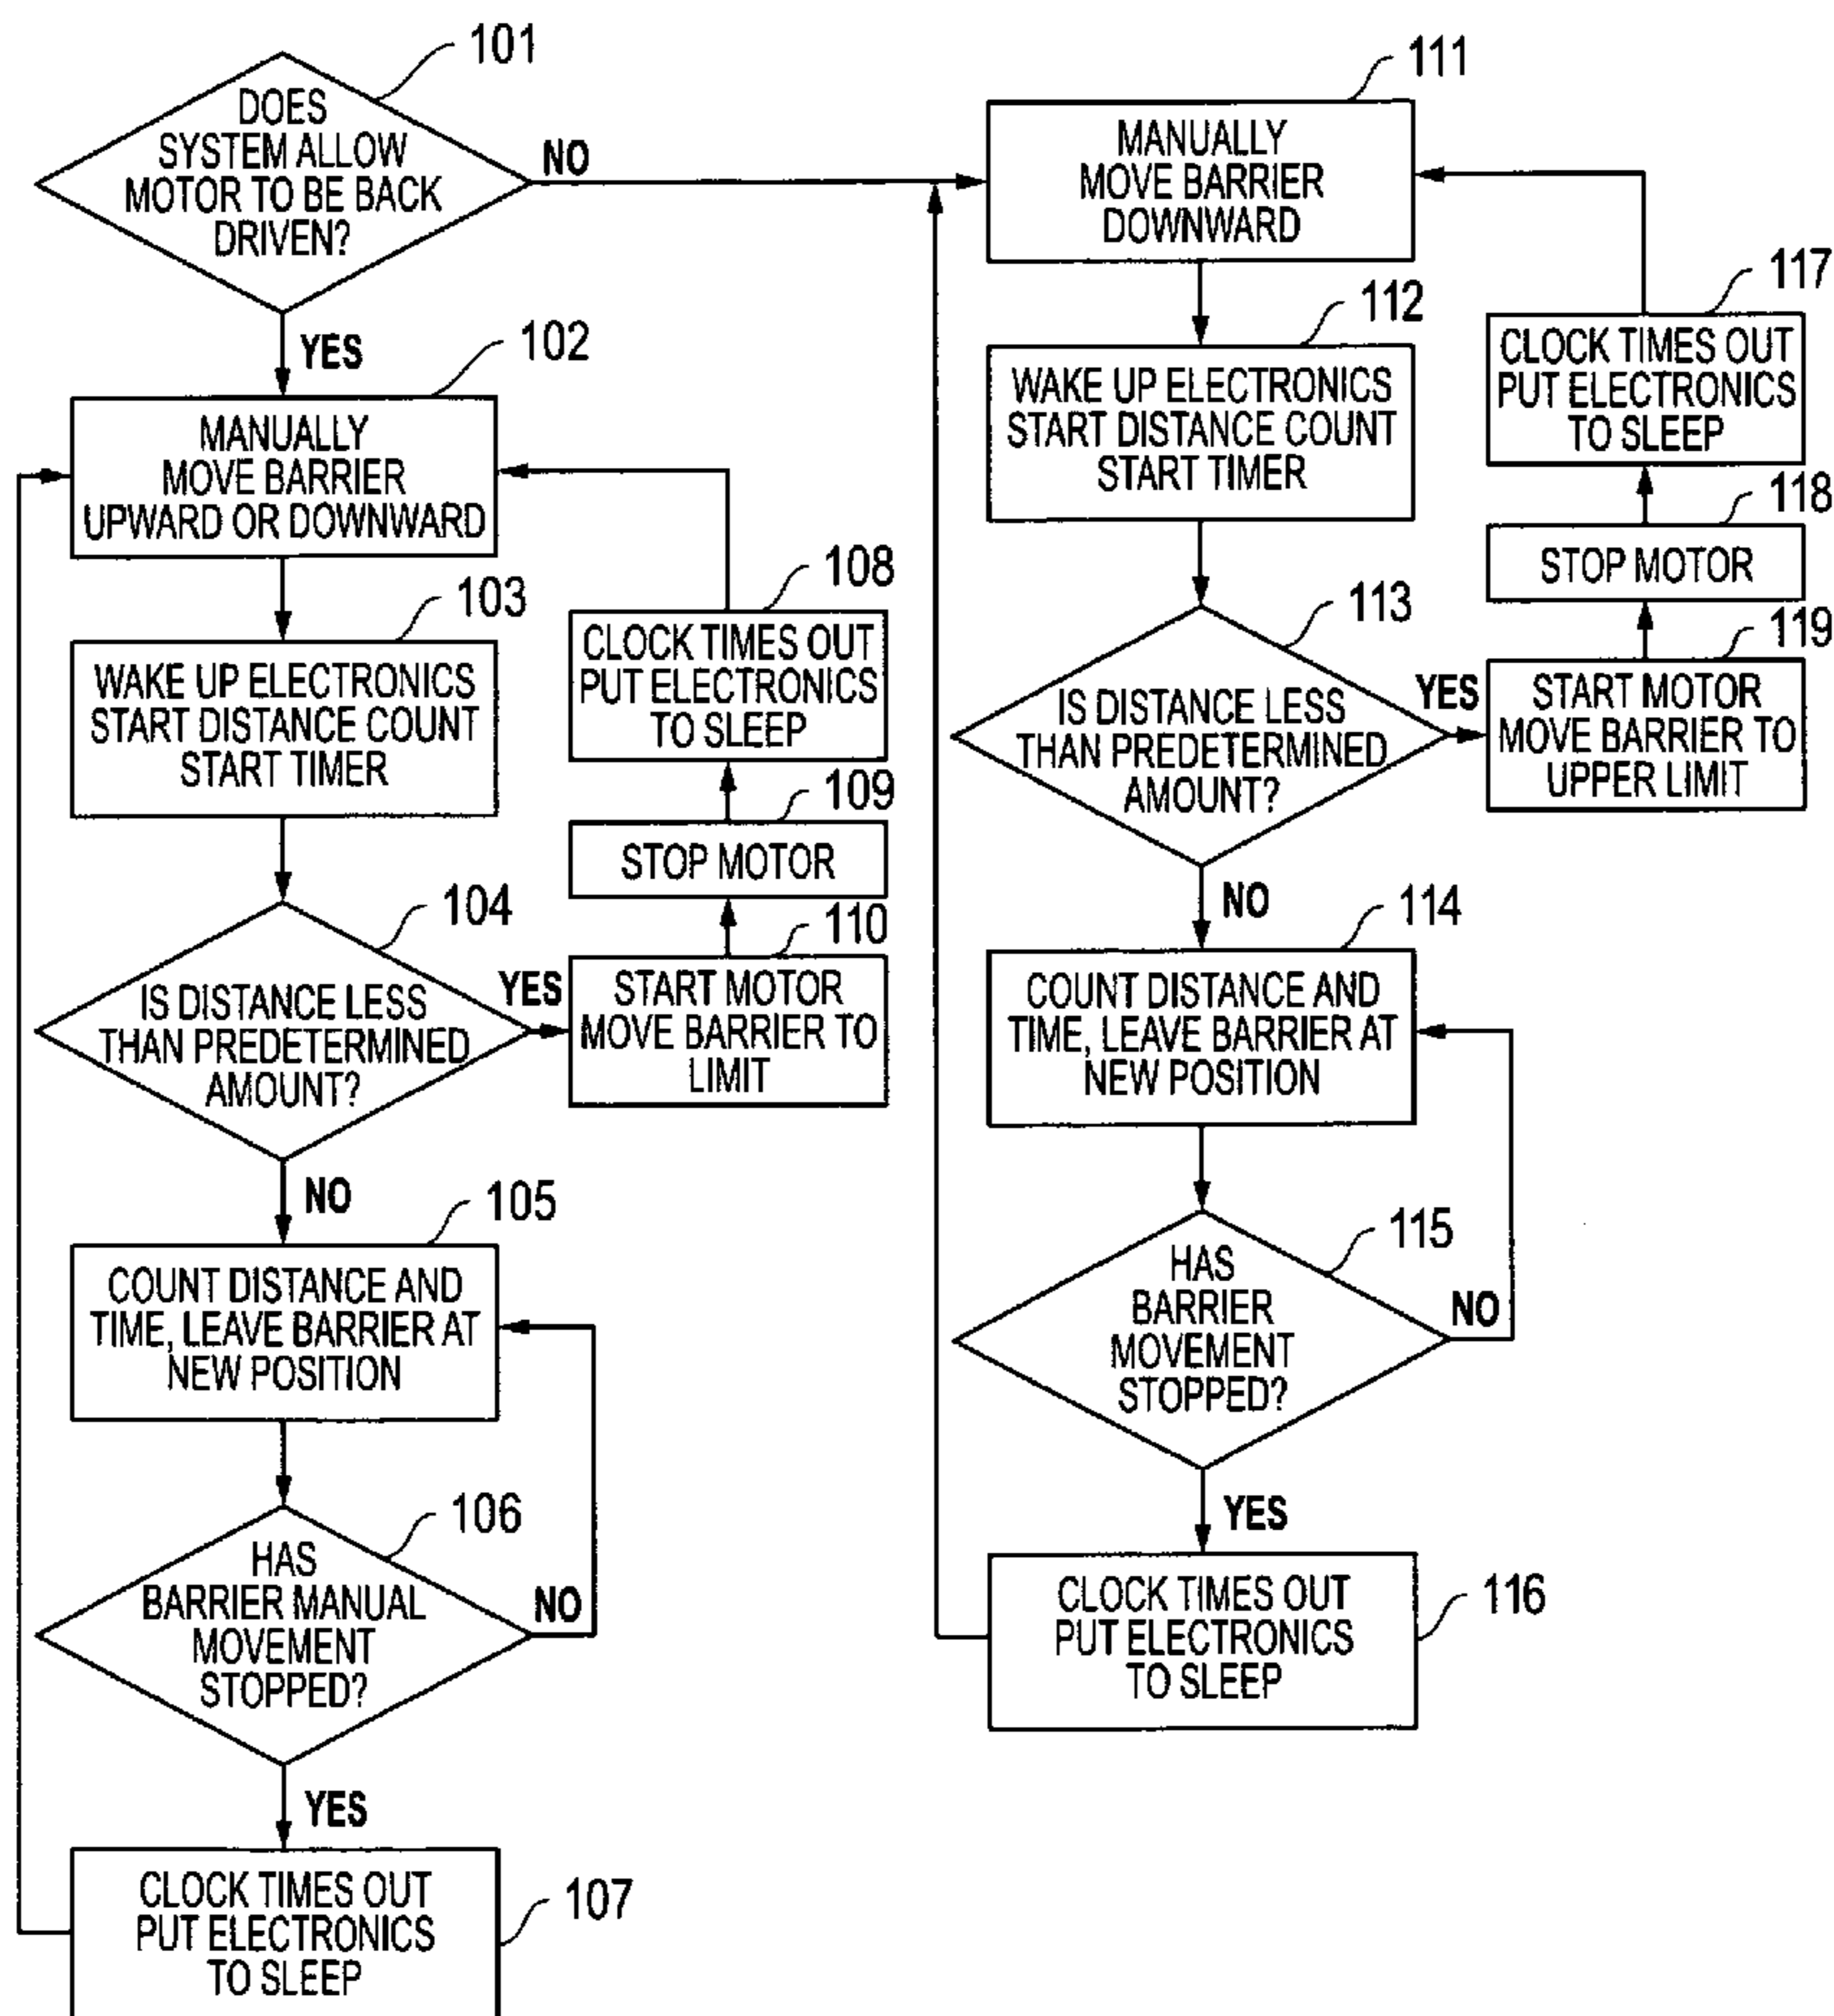 101
DOES
SYSTEM ALLOW
MOTOR TO BE BACK
DRIVEN?
NO
YES
102
MANUALLY
MOVE BARRIER
UPWARD OR DOWNWARD
103
WAKE UP ELECTRONICS
START DISTANCE COUNT
START TIMER
104
IS DISTANCE LESS
THAN PREDETERMINED
AMOUNT?
YES
NO
105
COUNT DISTANCE AND
TIME, LEAVE BARRIER AT
NEW POSITION
106
HAS
BARRIER MANUAL
MOVEMENT
STOPPED?
NO
YES
107
CLOCK TIMES OUT
PUT ELECTRONICS
TO SLEEP
108
CLOCK TIMES OUT
PUT ELECTRONICS
TO SLEEP
109
STOP MOTOR
110
START MOTOR
MOVE BARRIER TO
LIMIT
111
MANUALLY
MOVE BARRIER
DOWNWARD
112
WAKE UP ELECTRONICS
START DISTANCE COUNT
START TIMER
113
IS DISTANCE LESS
THAN PREDETERMINED
AMOUNT?
YES
NO
114
COUNT DISTANCE AND
TIME, LEAVE BARRIER AT
NEW POSITION
115
HAS
BARRIER
MOVEMENT
STOPPED?
NO
YES
116
CLOCK TIMES OUT
PUT ELECTRONICS
TO SLEEP
117
CLOCK TIMES OUT
PUT ELECTRONICS
TO SLEEP
118
STOP MOTOR
119
START MOTOR
MOVE BARRIER TO
UPPER LIMIT